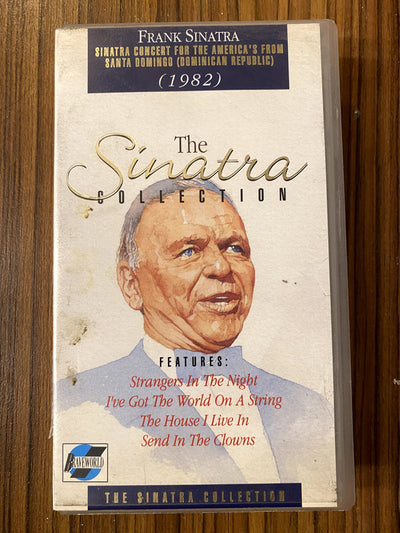 FRANK SINATRA
SINATRA CONCERT FOR THE AMERICA'S FROM
SANTA DOMINGO (DOMINICAN REPUBLIC)
(1982)
The
Sinatra
COLLECTION
FEATURES:
Strangers In The Night
I've Got The World On A String
The House I Live In
Send In The Clowns
BRAVEWORLD
THE SINATRA COLLECTION